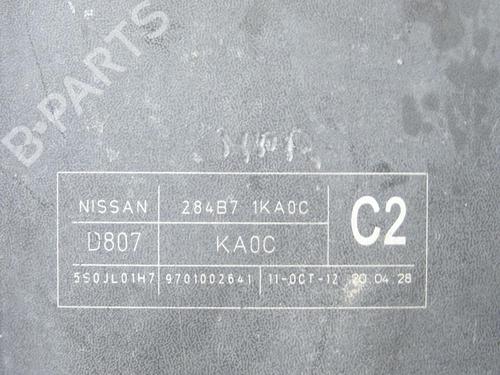 B-PARTS
NISSAN 284B7 1KA0C C2
D807 KA0C
5S0JL01H7 9701002641 11-OCT-12 20.04.28